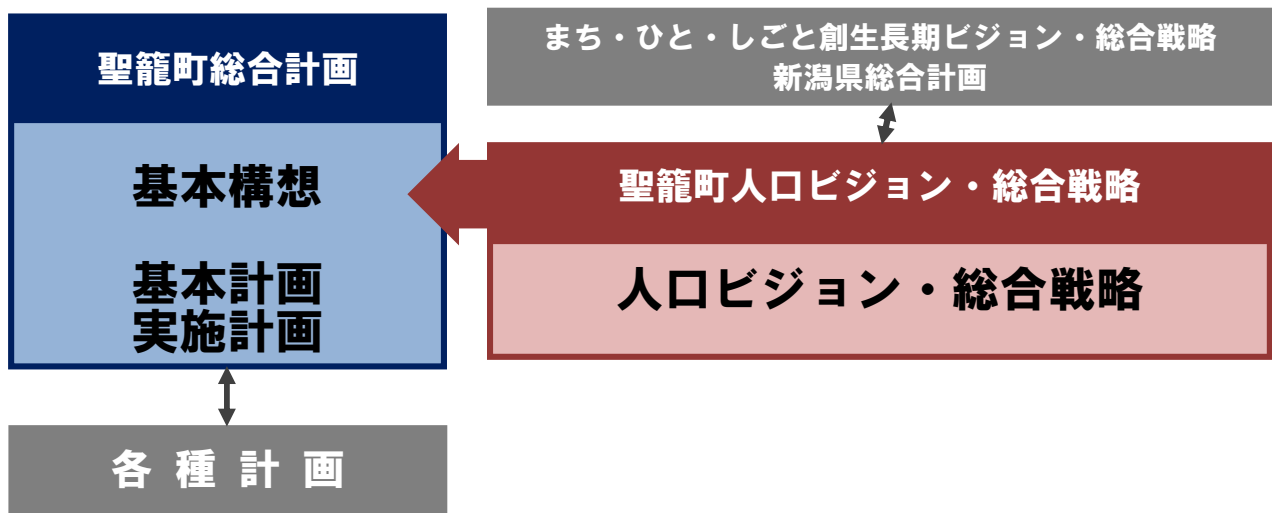 聖籠町総合計画
基本構想
基本計画
実施計画
各種計画
まち・ひと・しごと創生長期ビジョン・総合戦略
新潟県総合計画
聖籠町人口ビジョン・総合戦略
人口ビジョン・総合戦略